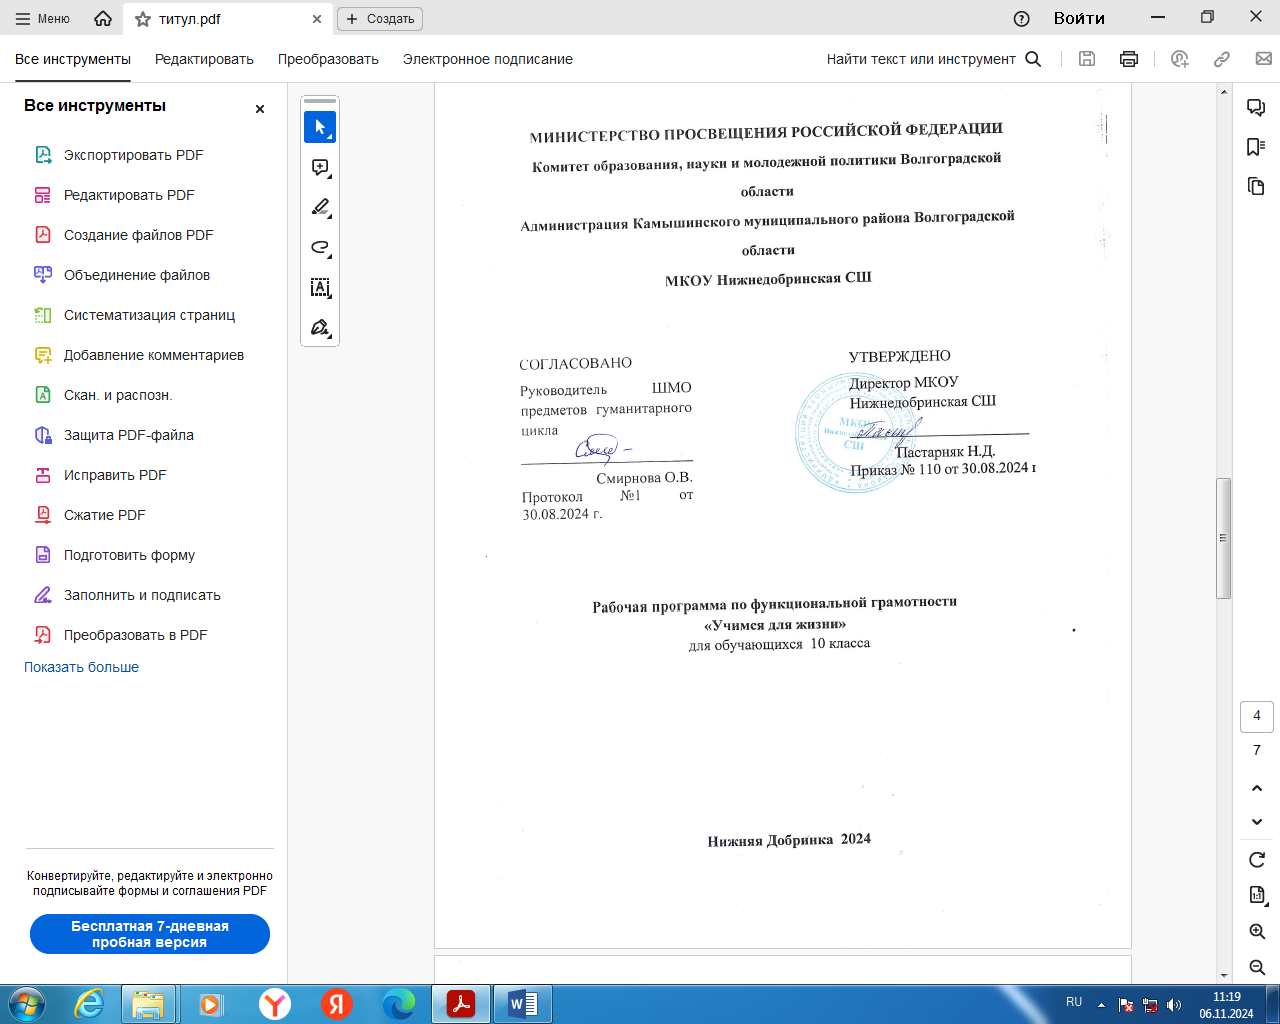 Меню
титул.pdf
Создать
Войти
Все инструменты
Редактировать
Преобразовать
Электронное подписание
Найти текст или инструмент
Все инструменты
Экспортировать PDF
Редактировать PDF
Создание файлов PDF
Объединение файлов
Систематизация страниц
Добавление комментариев
Скан. и распозн.
Защита PDF-файла
Исправить PDF
Сжатие PDF
Подготовить форму
Заполнить и подписать
Преобразовать в PDF
Показать больше
Конвертируйте, редактируйте и электронно
подписывайте формы и соглашения PDF
Бесплатная 7-дневная
пробная версия
МИНИСТЕРСТВО ПРОСВЕЩЕНИЯ РОССИЙСКОЙ ФЕДЕРАЦИИ
Комитет образования, науки и молодежной политики Волгоградской
области
Администрация Камышинского муниципального района Волгоградской
области
МКОУ Нижнедобринская СШ
СОГЛАСОВАНО
Руководитель ШМО
предметов гуманитарного
цикла
Смирнова О.В.
Протокол №1 от
30.08.2024 г.
УТВЕРЖДЕНО
Директор МКОУ
Нижнедобринская СШ
МКОУ
СШ
Пастарняк Н.Д.
Приказ № 110 от 30.08.2024 г
Рабочая программа по функциональной грамотности
«Учимся для жизни»
для обучающихся 10 класса
Нижняя Добринка 2024
4
7
1:1
RU
11:19
06.11.2024